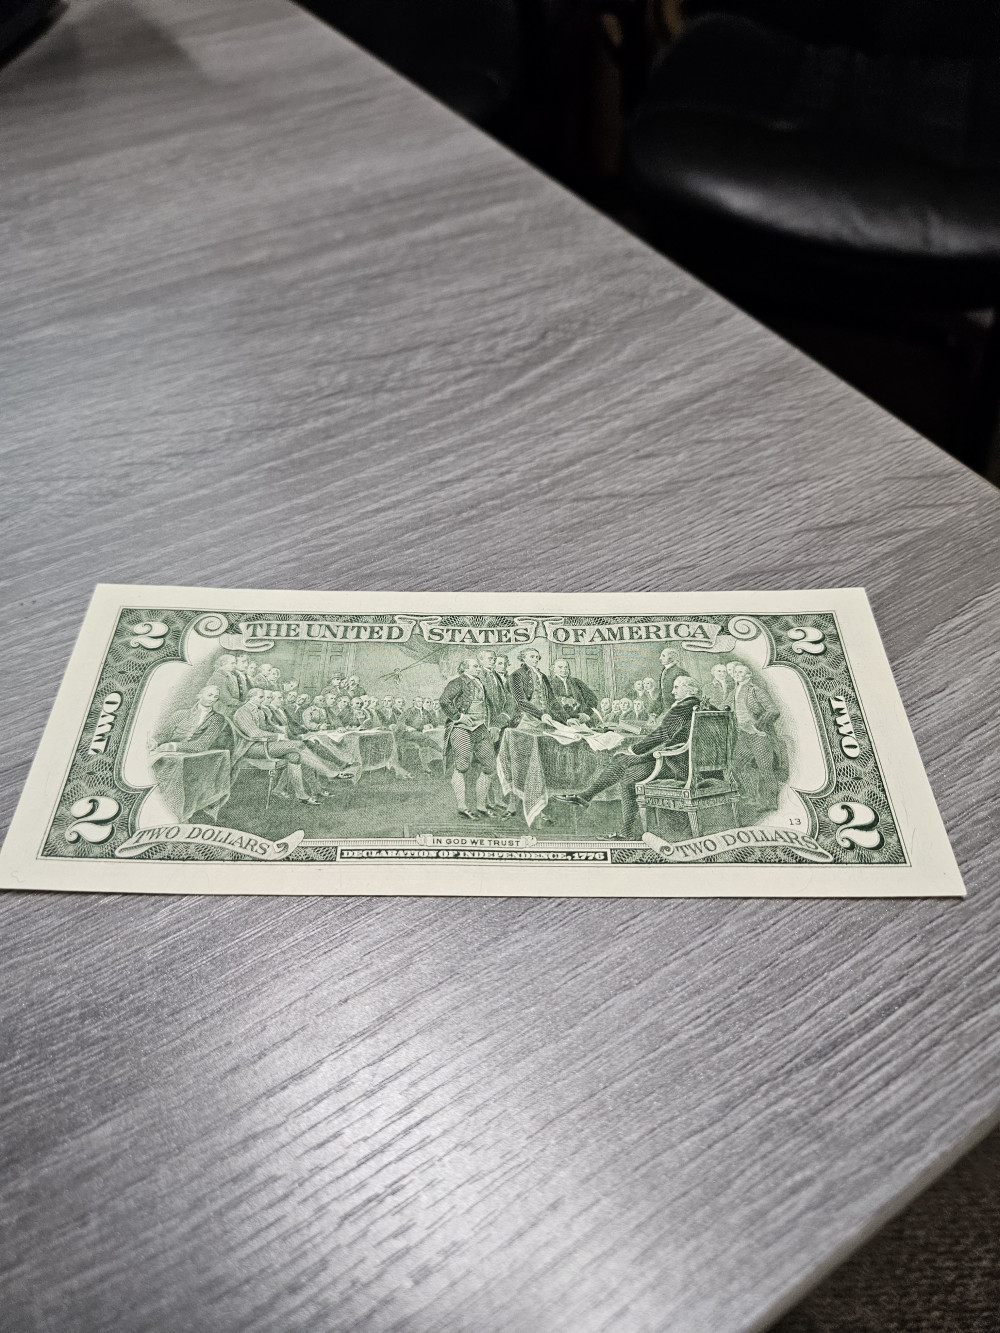 2 THE UNITED STATES OF AMERICA 2
TWO
TWO
13
2 TWO DOLLARS
IN GOD WE TRUST
TWO DOLLARS 2
DECLARATION OF INDEPENDENCE, 1776